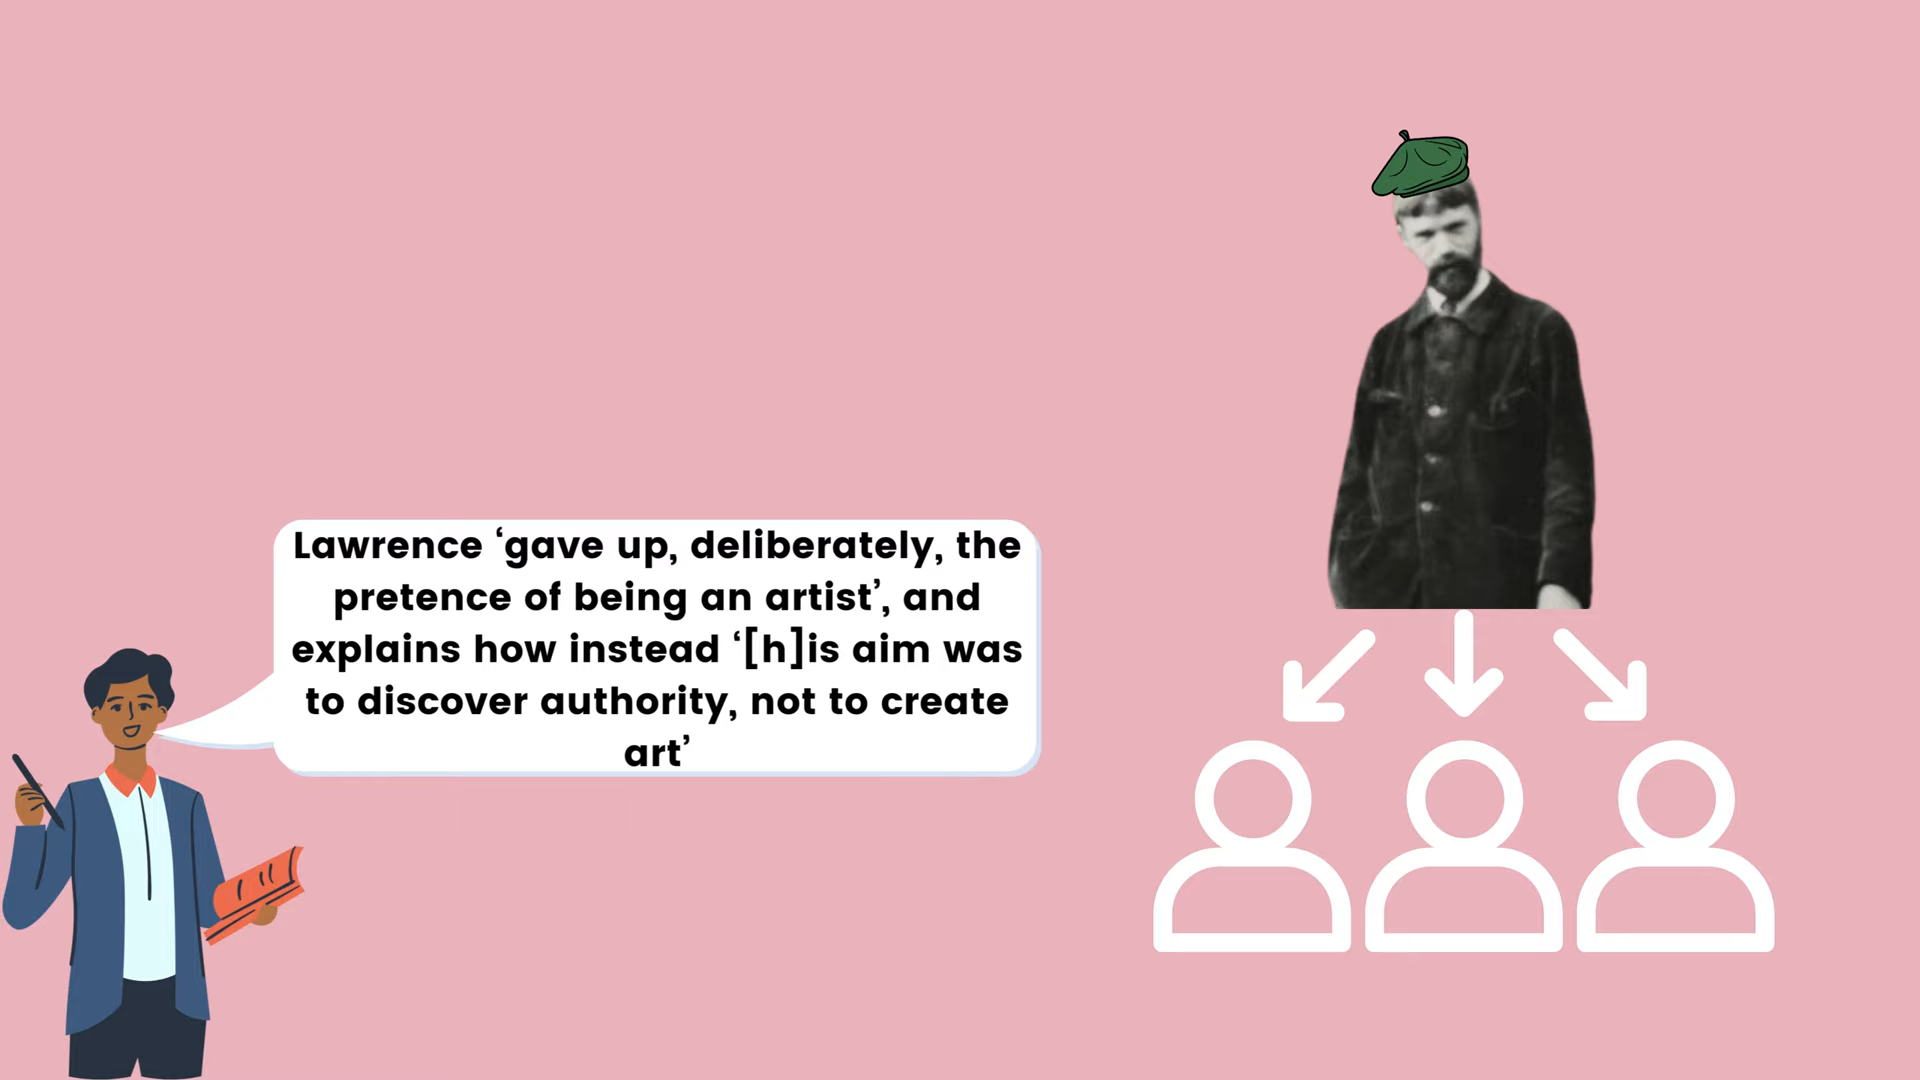 Lawrence ‘gave up, deliberately, the
pretence of being an artist’, and
explains how instead ‘[h]is aim was
to discover authority, not to create
art’